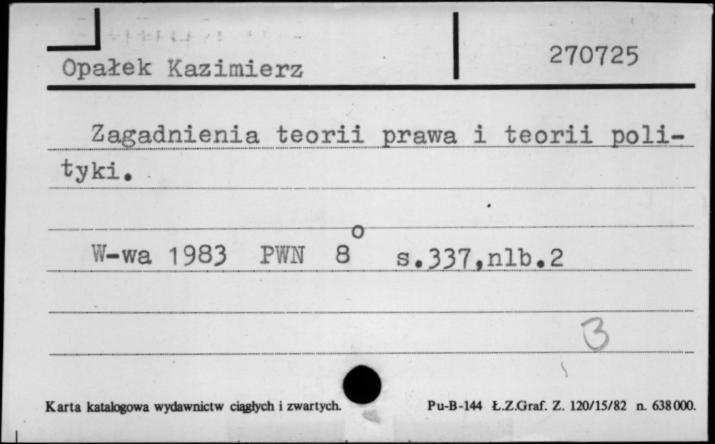 Opałek Kazimierz
270725
Zagadnienia teorii prawa i teorii poli-
tyki.
W-wa 1983 PWN 8° s.337,nlb.2
3
Karta katalogowa wydawnictw ciągłych i zwartych.
Pu-B-144 Ł.Z.Graf. Z. 120/15/82 n. 638000.